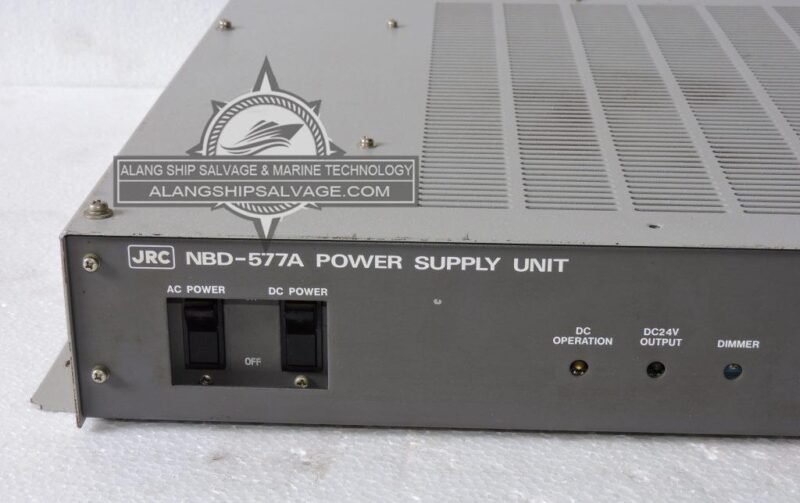 ALANG SHIP SALVAGE & MARINE TECHNOLOGY
ALANGSHIPSALVAGE.COM
JRC NBD-577A POWER SUPPLY UNIT
AC POWER DC POWER
OFF
DC
OPERATION
DC24V
OUTPUT
DIMMER